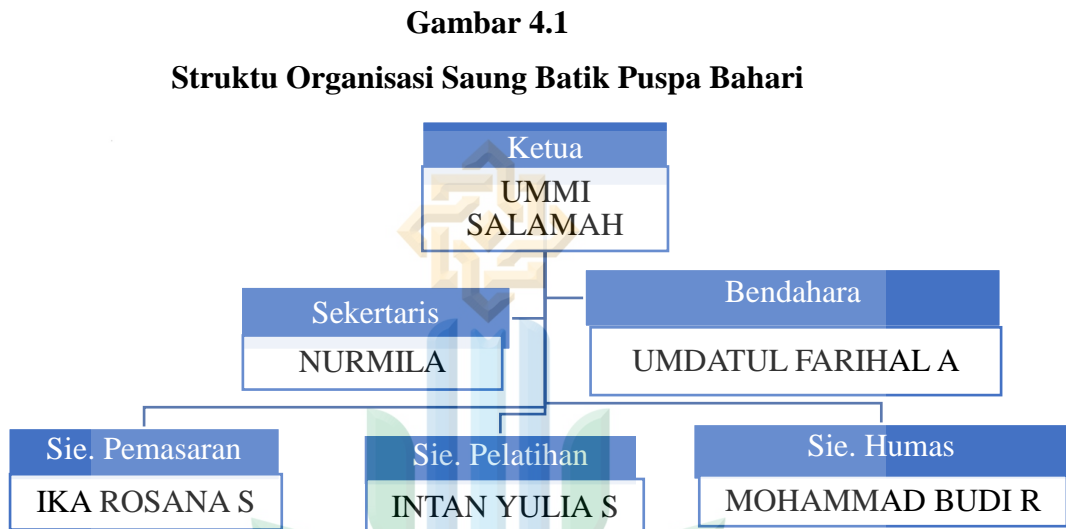 Gambar 4.1
Struktu Organisasi Saung Batik Puspa Bahari
Ketua
UMMI
SALAMAH
Sekertaris
NURMILA
Bendahara
UMDATUL FARIHAL A
Sie. Pemasaran
IKA ROSANA S
Sie. Pelatihan
INTAN YULIA S
Sie. Humas
MOHAMMAD BUDI R